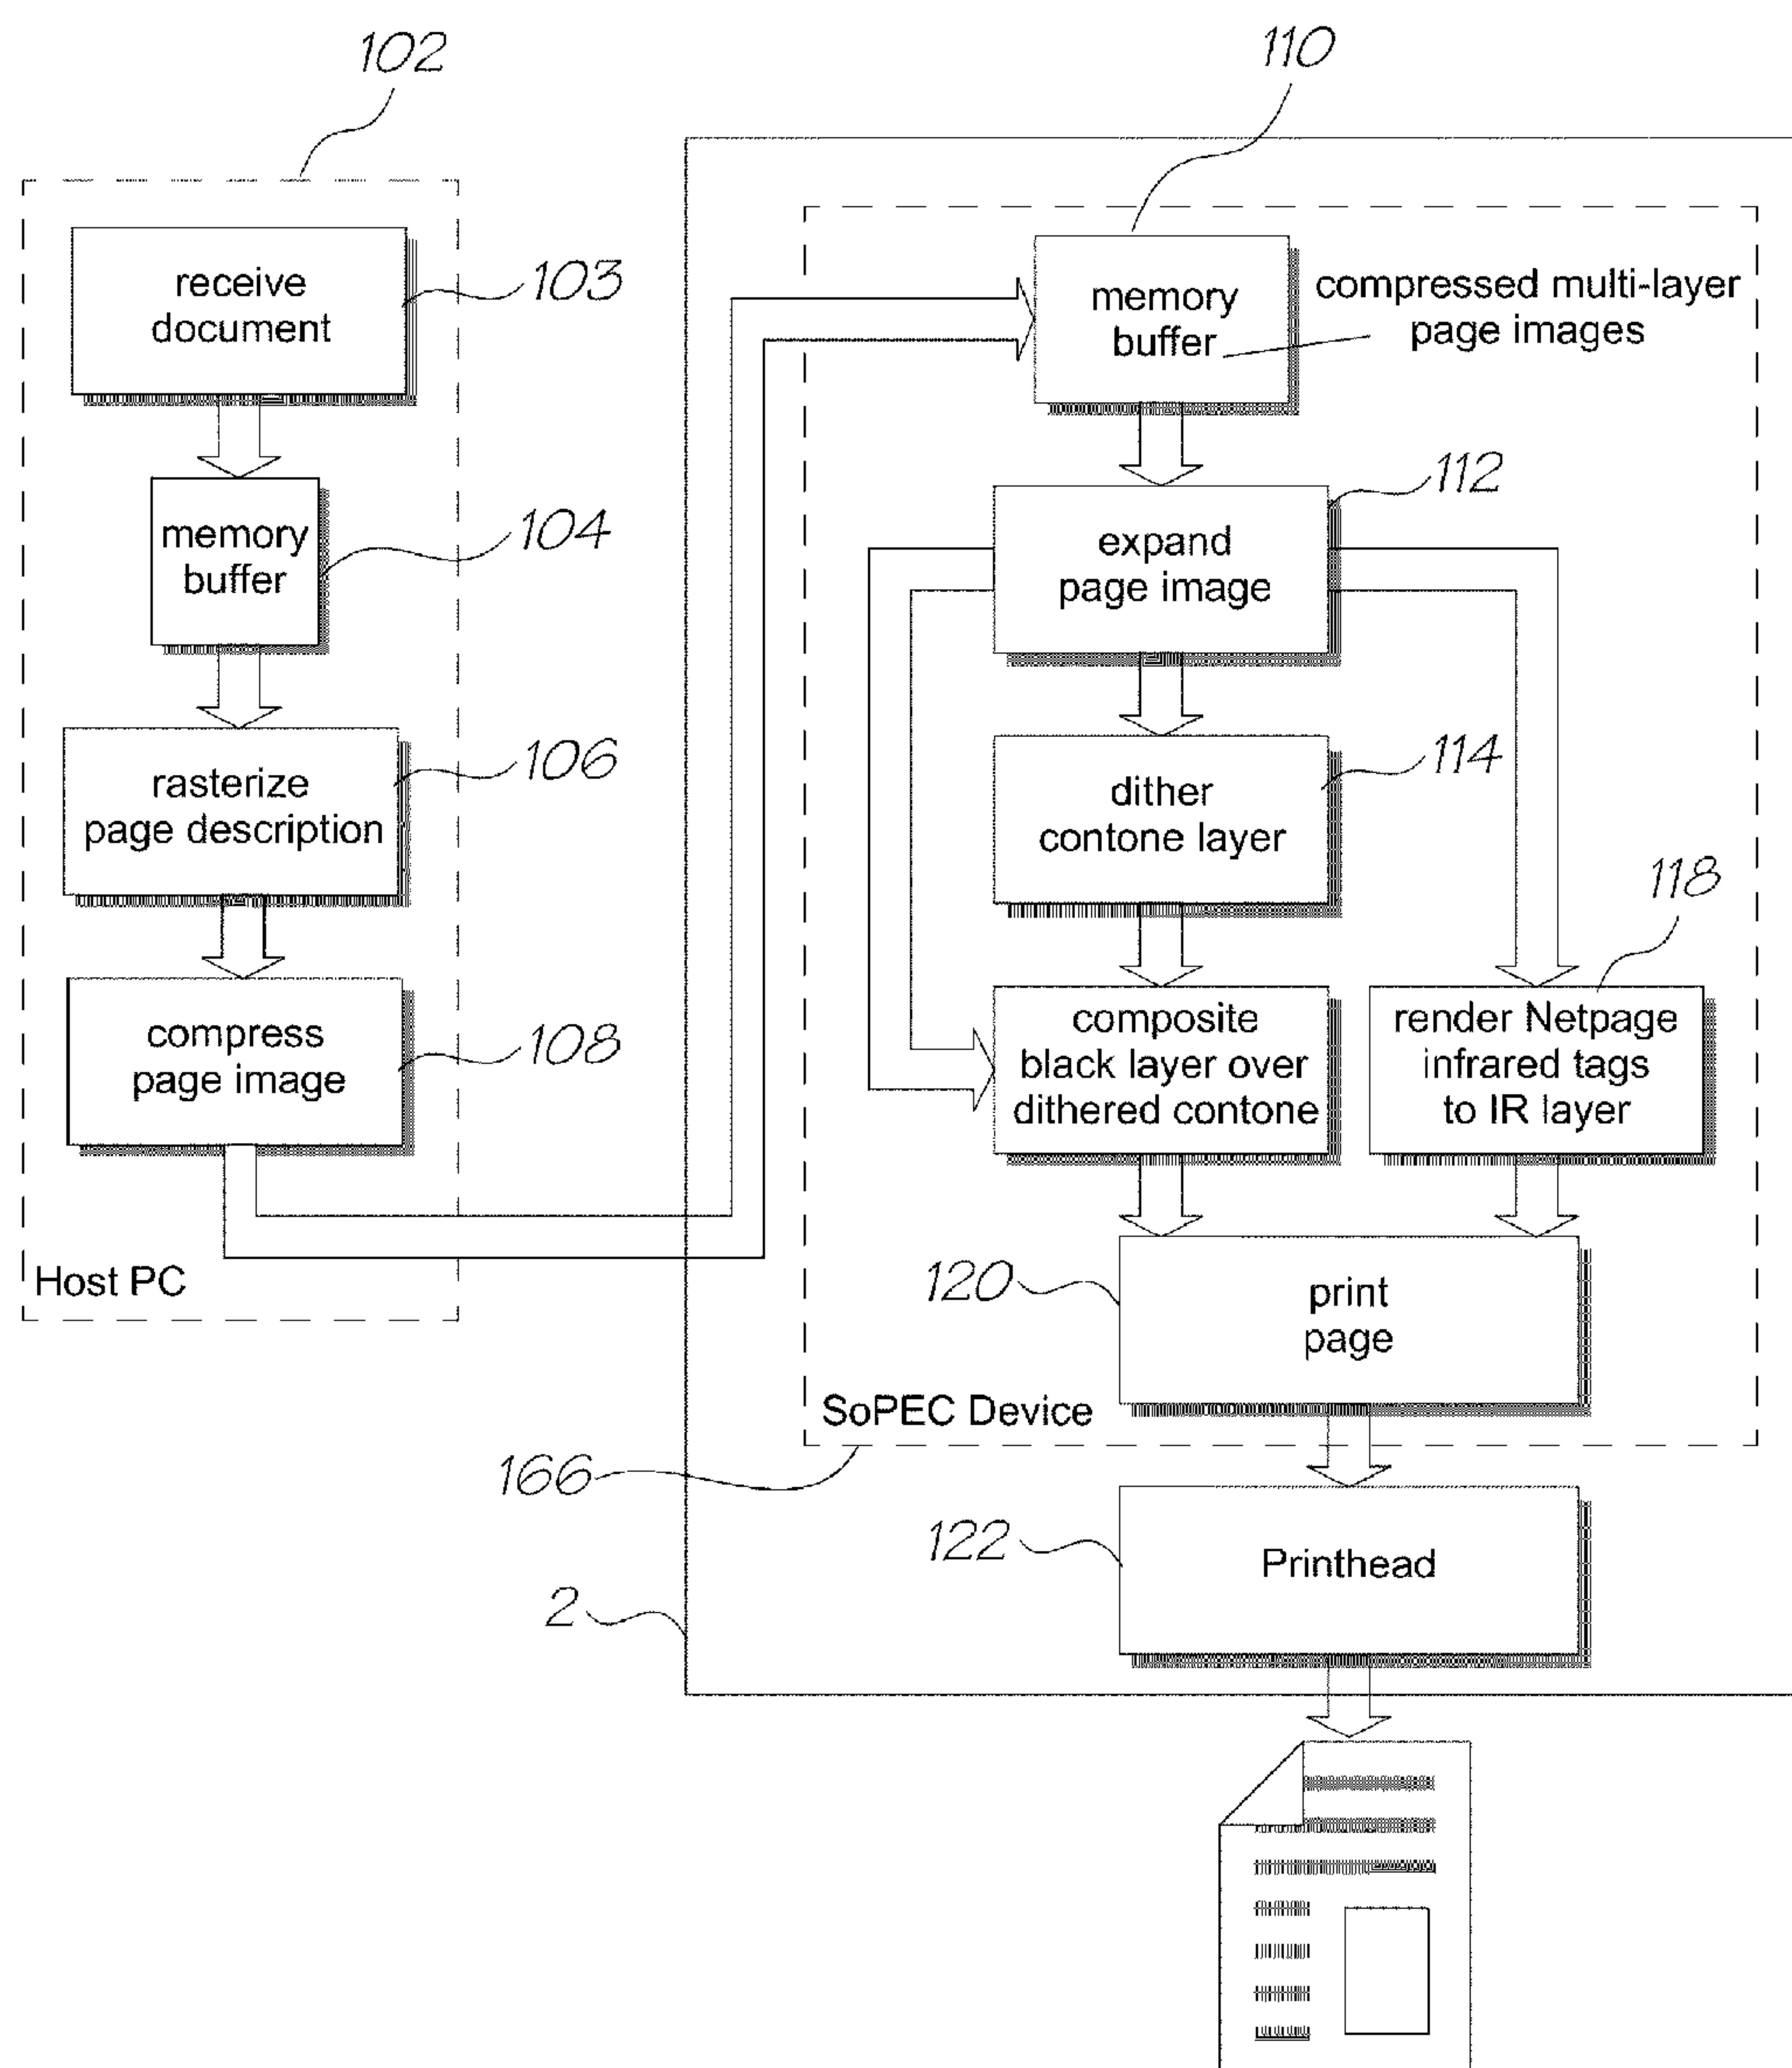 102
110
receive
document
103
memory
buffer
compressed multi-layer
page images
memory
buffer
104
expand
page image
112
rasterize
page description
106
dither
contone layer
114
118
compress
page image
108
composite
black layer over
dithered contone
render Netpage
infrared tags
to IR layer
Host PC
120
print
page
SoPEC Device
166
122
Printhead
2